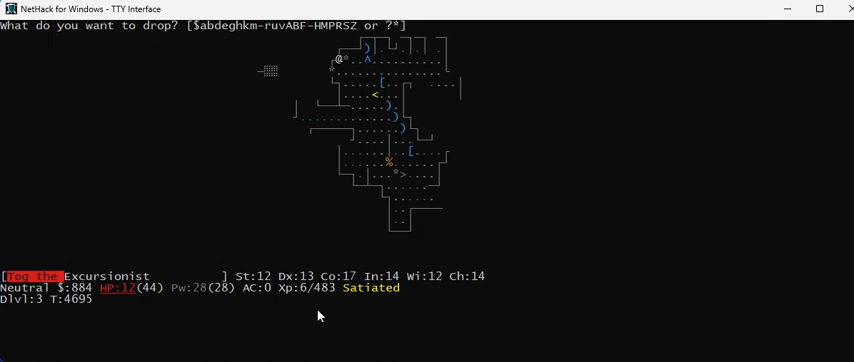 NetHack for Windows - TTY Interface
What do you want to drop? [$abdeghkm-ruvABF-HMPRSZ or ?*]
[Tog the Excursionist ] St:12 Dx:13 Co:17 In:14 Wi:12 Ch:14
Neutral $:884 HP:12(44) Pw:28(28) AC:0 Xp:6/483 Satiated
Dlvl:3 T:4695